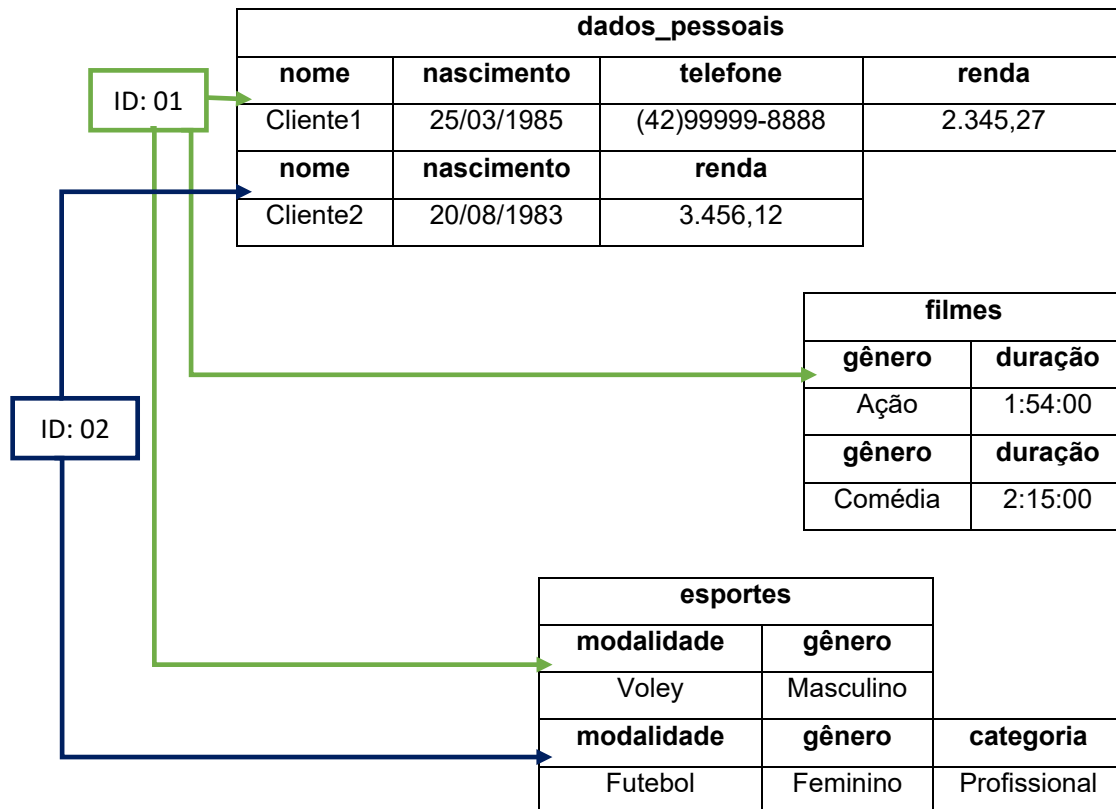 dados_pessoais
nome nascimento telefone renda
ID: 01
Cliente1 25/03/1985 (42)99999-8888 2.345,27
nome nascimento renda
Cliente2 20/08/1983 3.456,12
filmes
gênero duração
Ação 1:54:00
ID: 02
gênero duração
Comédia 2:15:00
esportes
modalidade gênero
Voley Masculino
modalidade gênero categoria
Futebol Feminino Profissional